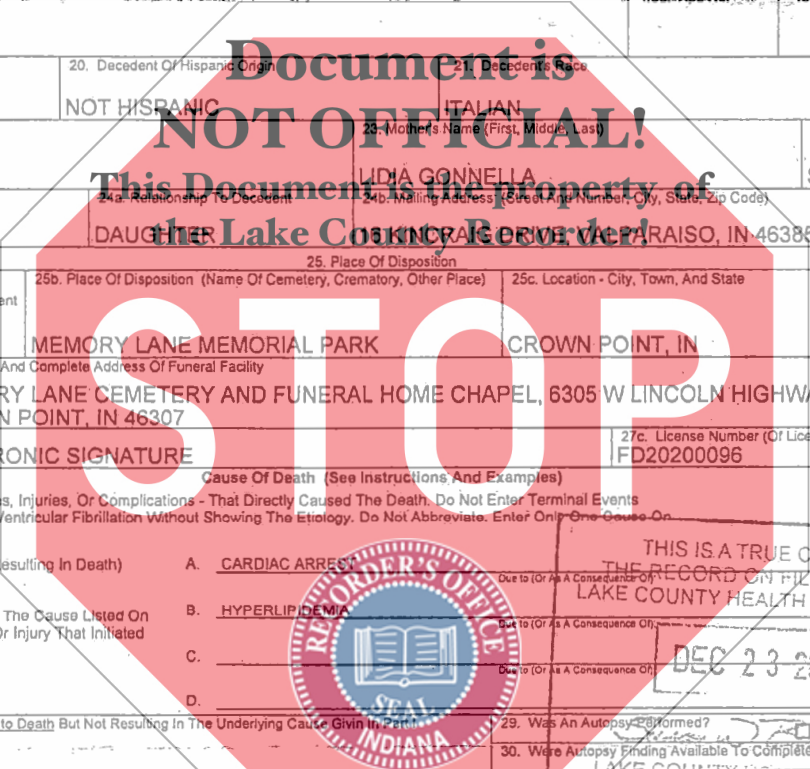 Document is
20. Decedent Of Hispanic Origin 21. Decedent's Race
NOT HISPANIC ITALIAN
NOT OFFICIAL!
23. Mother's Name (First, Middle, Last)
LIDIA GONNELLA
This Document is the property of
24a. Relationship To Decedent 24b. Mailing Address (Street And Number, City, State, Zip Code)
DAUGHTER 16 KINCRAIG DRIVE, VALPARAISO, IN 46385
the Lake County Recorder!
25. Place Of Disposition
25b. Place Of Disposition (Name Of Cemetery, Crematory, Other Place) 25c. Location - City, Town, And State
ent
MEMORY LANE MEMORIAL PARK CROWN POINT, IN
STOP
And Complete Address Of Funeral Facility
RY LANE CEMETERY AND FUNERAL HOME CHAPEL, 6305 W LINCOLN HIGHWA
N POINT, IN 46307
27c. License Number (Of Lice
RONIC SIGNATURE FD20200096
Cause Of Death (See Instructions And Examples)
s, Injuries, Or Complications - That Directly Caused The Death. Do Not Enter Terminal Events
Ventricular Fibrillation Without Showing The Etiology. Do Not Abbreviate. Enter Only One Cause On
THIS IS A TRUE C
esulting In Death) A. CARDIAC ARREST
Due to (Or As A Consequence Of)
THE RECORD ON FIL
LAKE COUNTY HEALTH
The Cause Listed On B. HYPERLIPIDEMIA
Due to (Or As A Consequence Of)
Or Injury That Initiated
C.
Due to (Or As A Consequence Of)
DEC 23 2
D.
RECORDER'S OFFICE
SEAL
INDIANA
to Death But Not Resulting In The Underlying Cause Givin In Part I 29. Was An Autopsy Performed?
30. Were Autopsy Finding Available To Complete
LAKE COUNTY